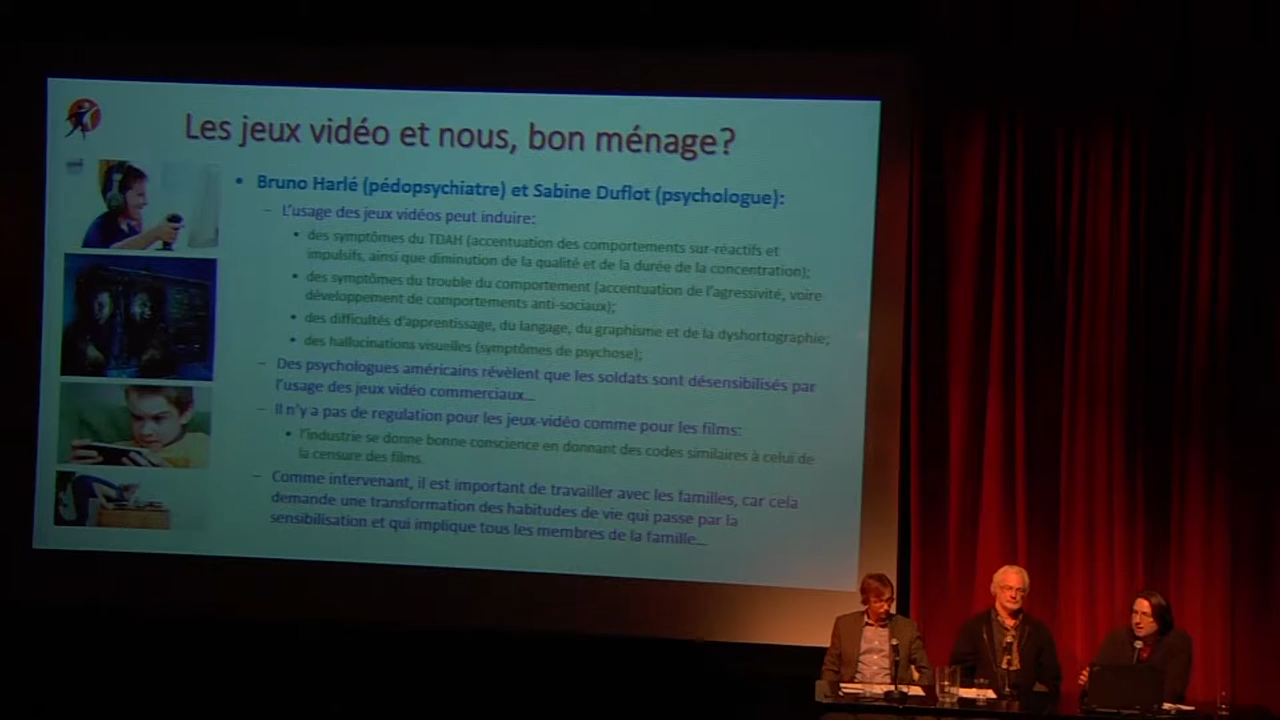 Les jeux vidéo et nous, bon ménage?
• Bruno Harlé (pédopsychiatre) et Sabine Duflot (psychologue):
– L'usage des jeux vidéos peut induire:
• des symptômes du TDAH (accentuation des comportements sur-réactifs et
impulsifs, ainsi que diminution de la qualité et de la durée de la concentration);
• des symptômes du trouble du comportement (accentuation de l'agressivité, voire
développement de comportements anti-sociaux);
• des difficultés d'apprentissage, du langage, du graphisme et de la dyshortographie;
• des hallucinations visuelles (symptômes de psychose);
– Des psychologues américains révèlent que les soldats sont désensibilisés par
l'usage des jeux vidéo commerciaux...
– Il n'y a pas de regulation pour les jeux-vidéo comme pour les films:
• l'industrie se donne bonne conscience en donnant des codes similaires à celui de
la censure des films.
– Comme intervenant, il est important de travailler avec les familles, car cela
demande une transformation des habitudes de vie qui passe par la
sensibilisation et qui implique tous les membres de la famille...